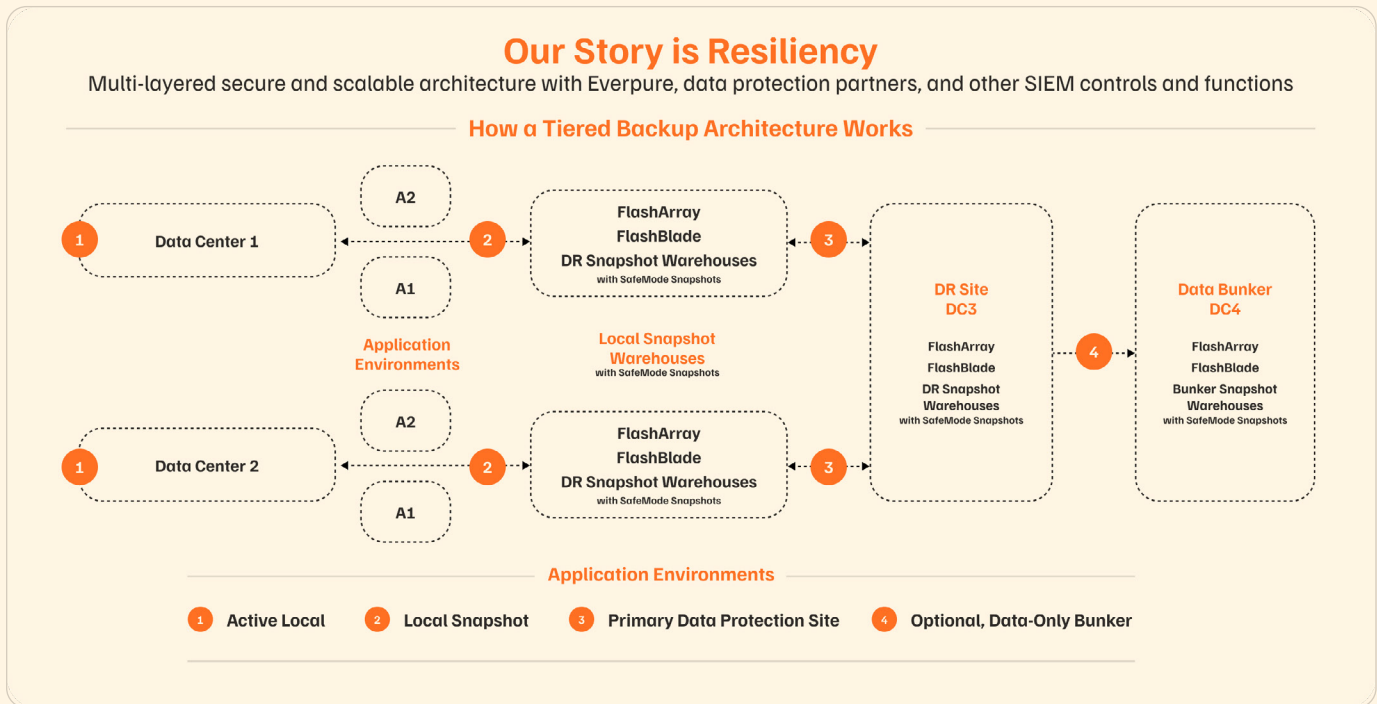 Our Story is Resiliency
Multi-layered secure and scalable architecture with Everpure, data protection partners, and other SIEM controls and functions
How a Tiered Backup Architecture Works
1
Data Center 1
A2
A1
2
FlashArray
FlashBlade
DR Snapshot Warehouses
with SafeMode Snapshots
3
Application
Environments
Local Snapshot
Warehouses
with SafeMode Snapshots
1
Data Center 2
A2
A1
2
FlashArray
FlashBlade
DR Snapshot Warehouses
with SafeMode Snapshots
3
DR Site
DC3
FlashArray
FlashBlade
DR Snapshot
Warehouses
with SafeMode Snapshots
4
Data Bunker
DC4
FlashArray
FlashBlade
Bunker Snapshot
Warehouses
with SafeMode Snapshots
Application Environments
1 Active Local
2 Local Snapshot
3 Primary Data Protection Site
4 Optional, Data-Only Bunker